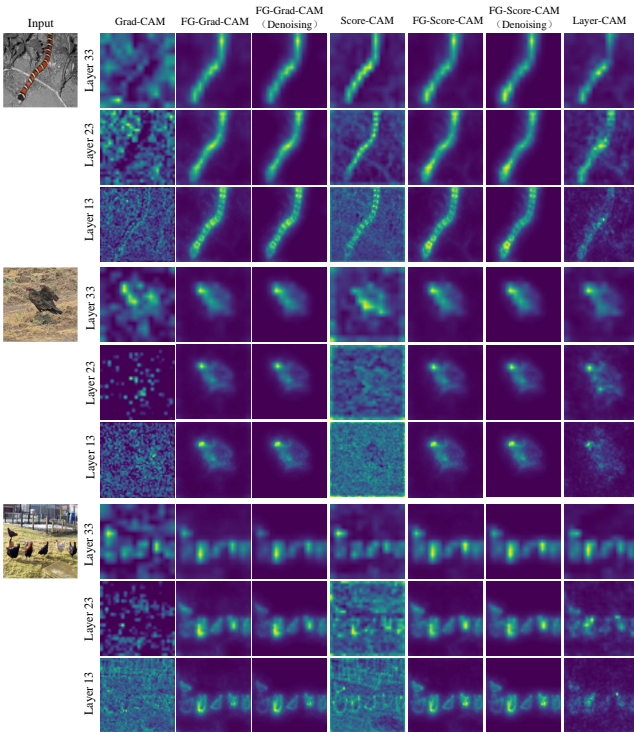 Input
Grad-CAM
FG-Grad-CAM
FG-Grad-CAM
（Denoising）
Score-CAM
FG-Score-CAM
FG-Score-CAM
（Denoising）
Layer-CAM
Layer 33
Layer 23
Layer 13
Layer 33
Layer 23
Layer 13
Layer 33
Layer 23
Layer 13